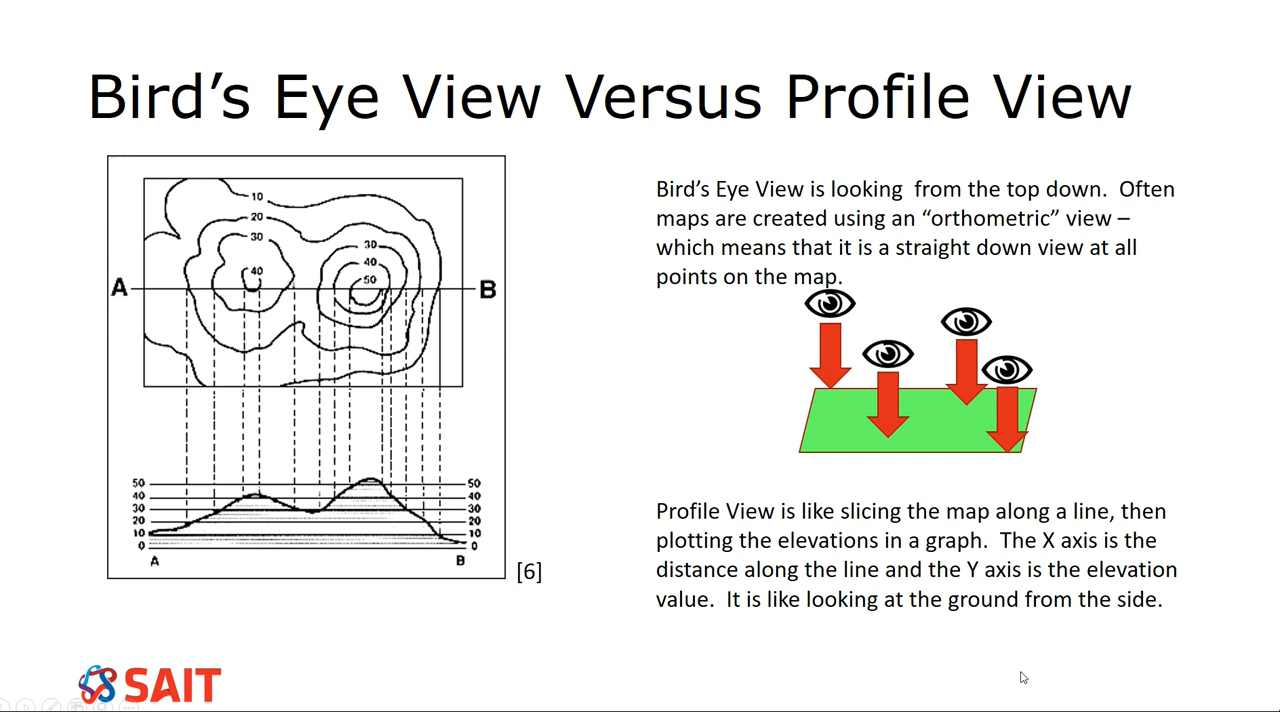 Bird’s Eye View Versus Profile View
10
20
30
40
30
40
50
A
B
50
40
30
20
10
0
50
40
30
20
10
0
A
B
[6]
Bird’s Eye View is looking  from the top down.  Often
maps are created using an “orthometric” view –
which means that it is a straight down view at all
points on the map.
Profile View is like slicing the map along a line, then
plotting the elevations in a graph.  The X axis is the
distance along the line and the Y axis is the elevation
value.  It is like looking at the ground from the side.
SAIT